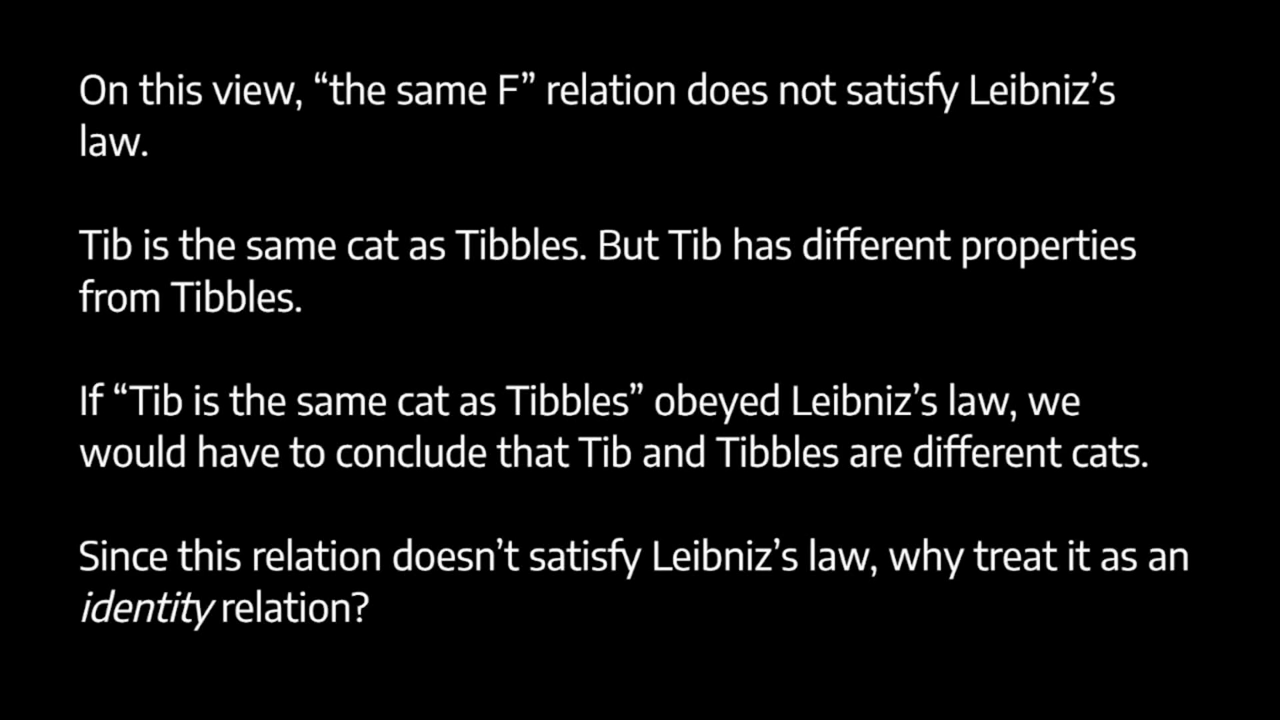 On this view, “the same F” relation does not satisfy Leibniz’s
law.
Tib is the same cat as Tibbles. But Tib has different properties
from Tibbles.
If “Tib is the same cat as Tibbles” obeyed Leibniz’s law, we
would have to conclude that Tib and Tibbles are different cats.
Since this relation doesn’t satisfy Leibniz’s law, why treat it as an
identity relation?